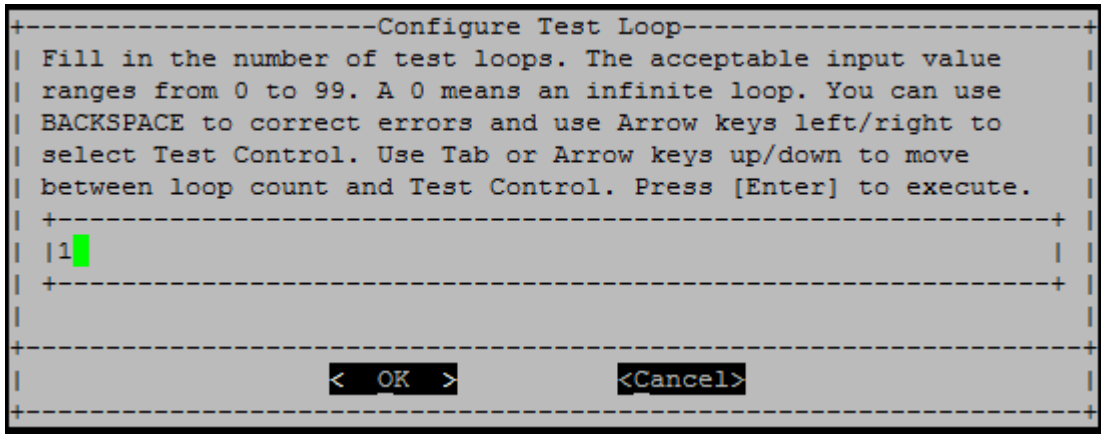 Configure Test Loop
Fill in the number of test loops. The acceptable input value
ranges from 0 to 99. A 0 means an infinite loop. You can use
BACKSPACE to correct errors and use Arrow keys left/right to
select Test Control. Use Tab or Arrow keys up/down to move
between loop count and Test Control. Press [Enter] to execute.
1
< OK > <Cancel>